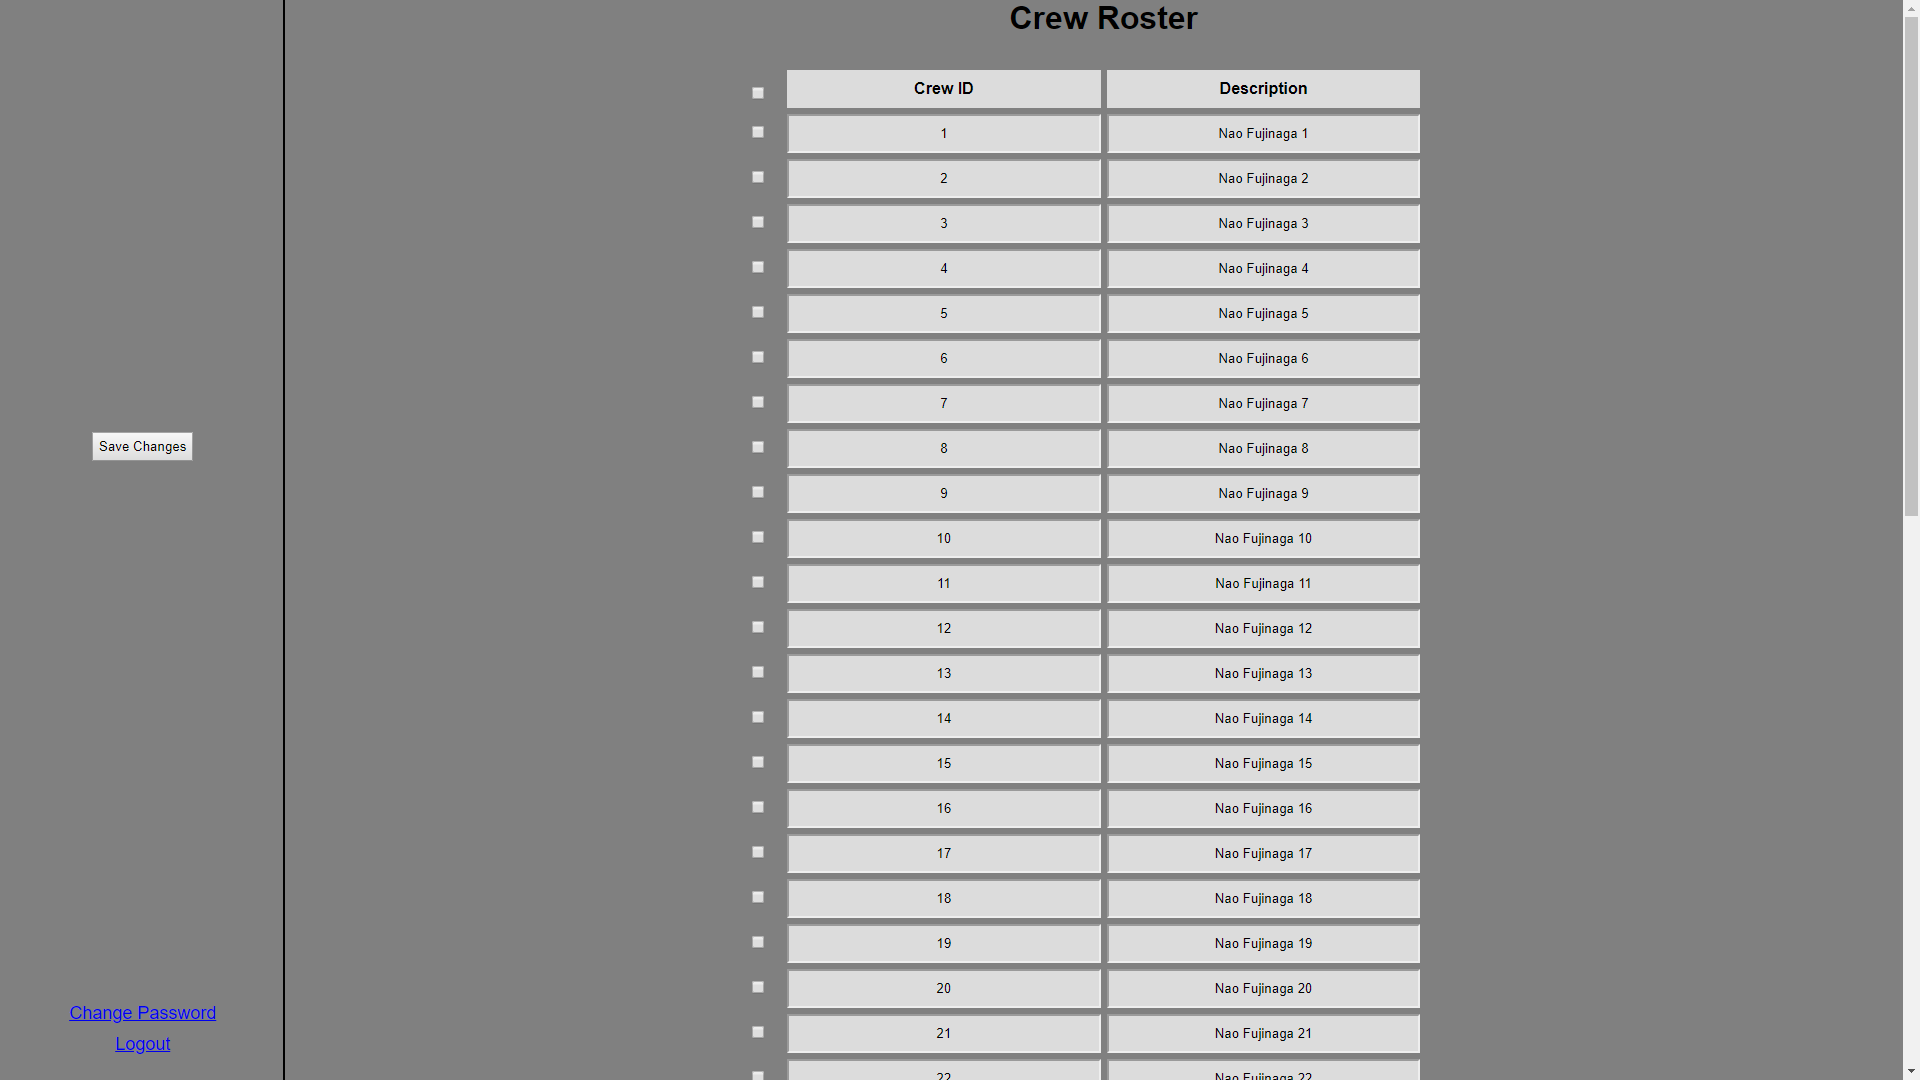 Crew Roster
Crew ID Description
1 Nao Fujinaga 1
2 Nao Fujinaga 2
3 Nao Fujinaga 3
4 Nao Fujinaga 4
5 Nao Fujinaga 5
6 Nao Fujinaga 6
7 Nao Fujinaga 7
8 Nao Fujinaga 8
9 Nao Fujinaga 9
10 Nao Fujinaga 10
11 Nao Fujinaga 11
12 Nao Fujinaga 12
13 Nao Fujinaga 13
14 Nao Fujinaga 14
15 Nao Fujinaga 15
16 Nao Fujinaga 16
17 Nao Fujinaga 17
18 Nao Fujinaga 18
19 Nao Fujinaga 19
20 Nao Fujinaga 20
21 Nao Fujinaga 21
22 Nao Fujinaga 22
Save Changes
Change Password
Logout